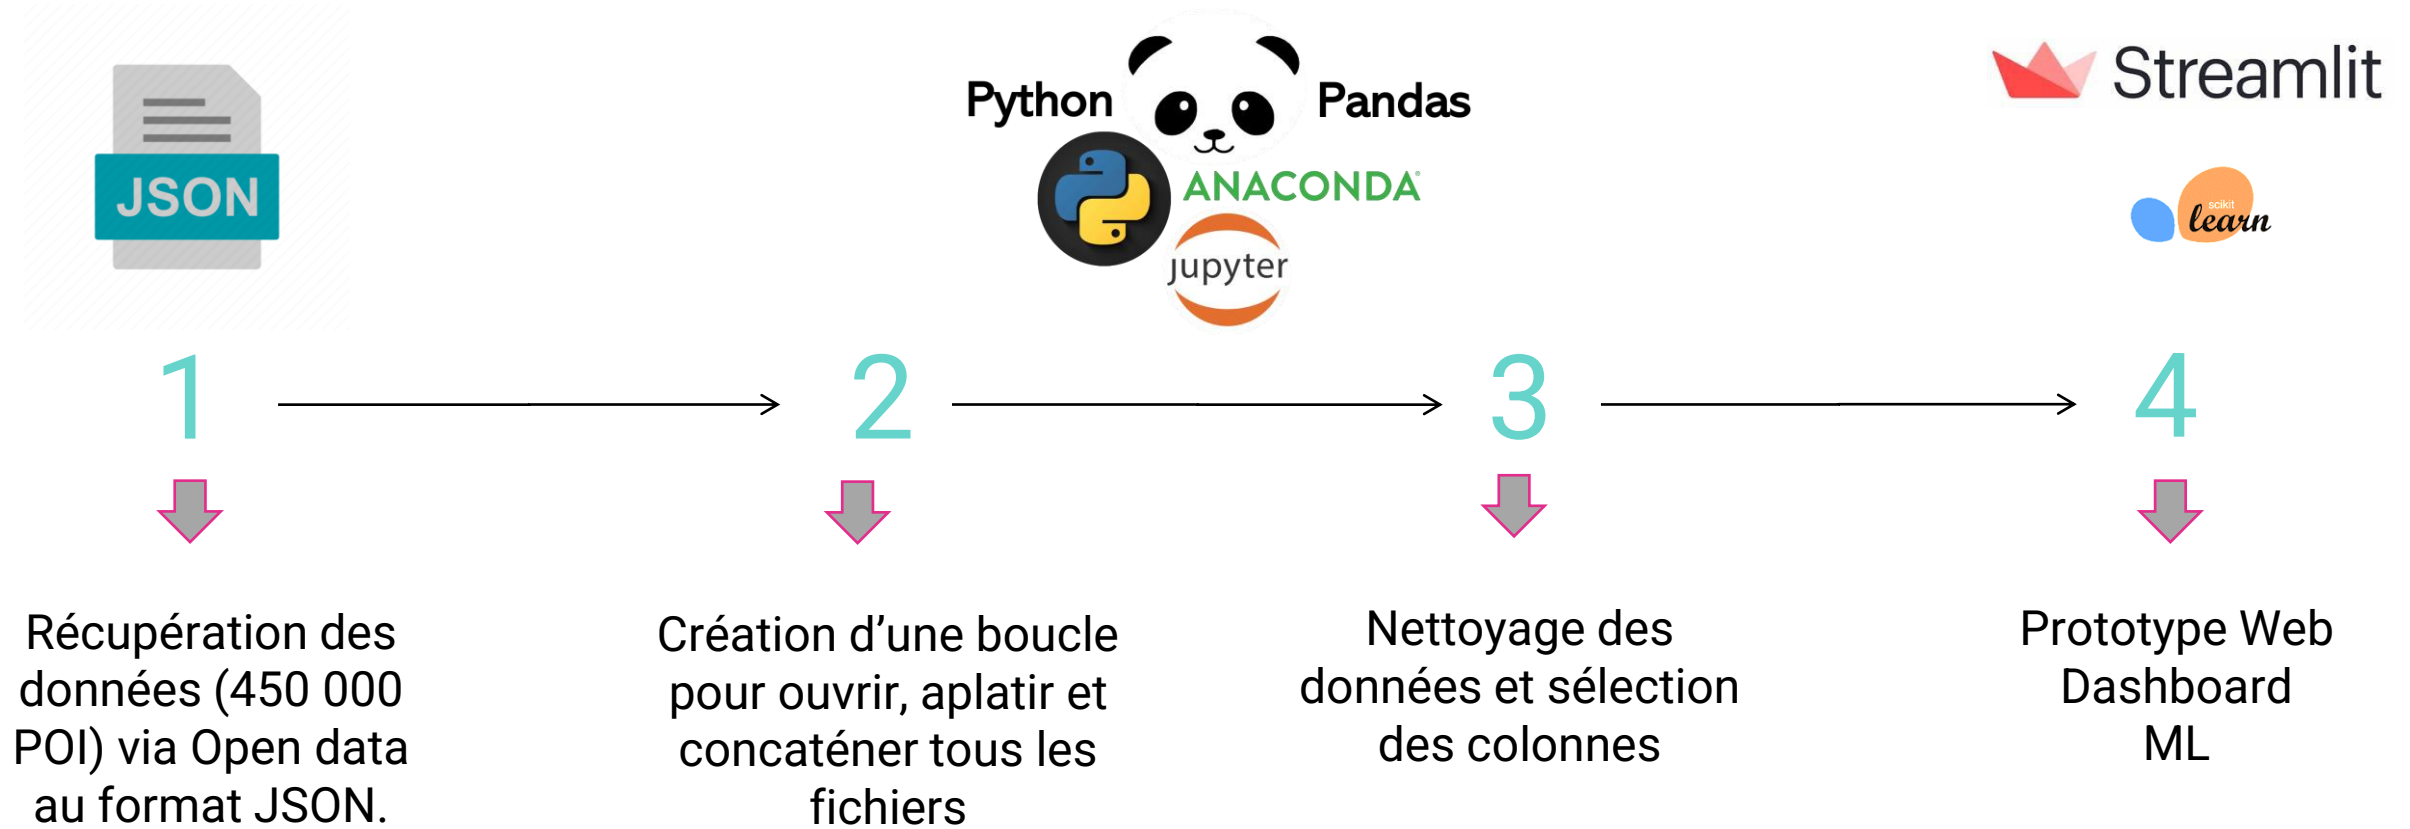 JSON
Python
Pandas
ANACONDA
jupyter
Streamlit
scikit
learn
1
2
3
4
Récupération des
données (450 000
POI) via Open data
au format JSON.
Création d’une boucle
pour ouvrir, aplatir et
concaténer tous les
fichiers
Nettoyage des
données et sélection
des colonnes
Prototype Web
Dashboard
ML